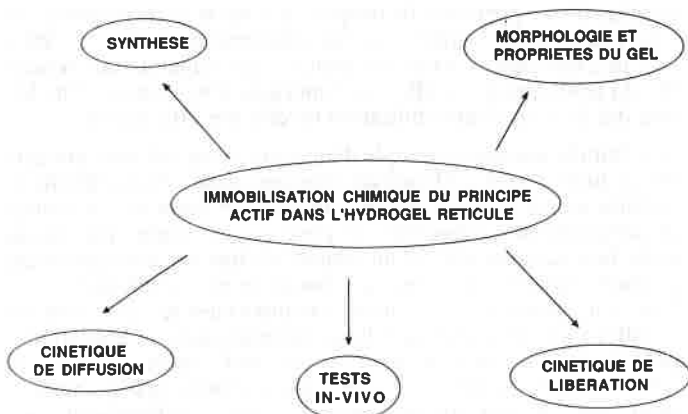 SYNTHESE
MORPHOLOGIE ET
PROPRIETES DU GEL
IMMOBILISATION CHIMIQUE DU PRINCIPE
ACTIF DANS L'HYDROGEL RETICULE
CINETIQUE
DE DIFFUSION
TESTS
IN-VIVO
CINETIQUE DE
LIBERATION